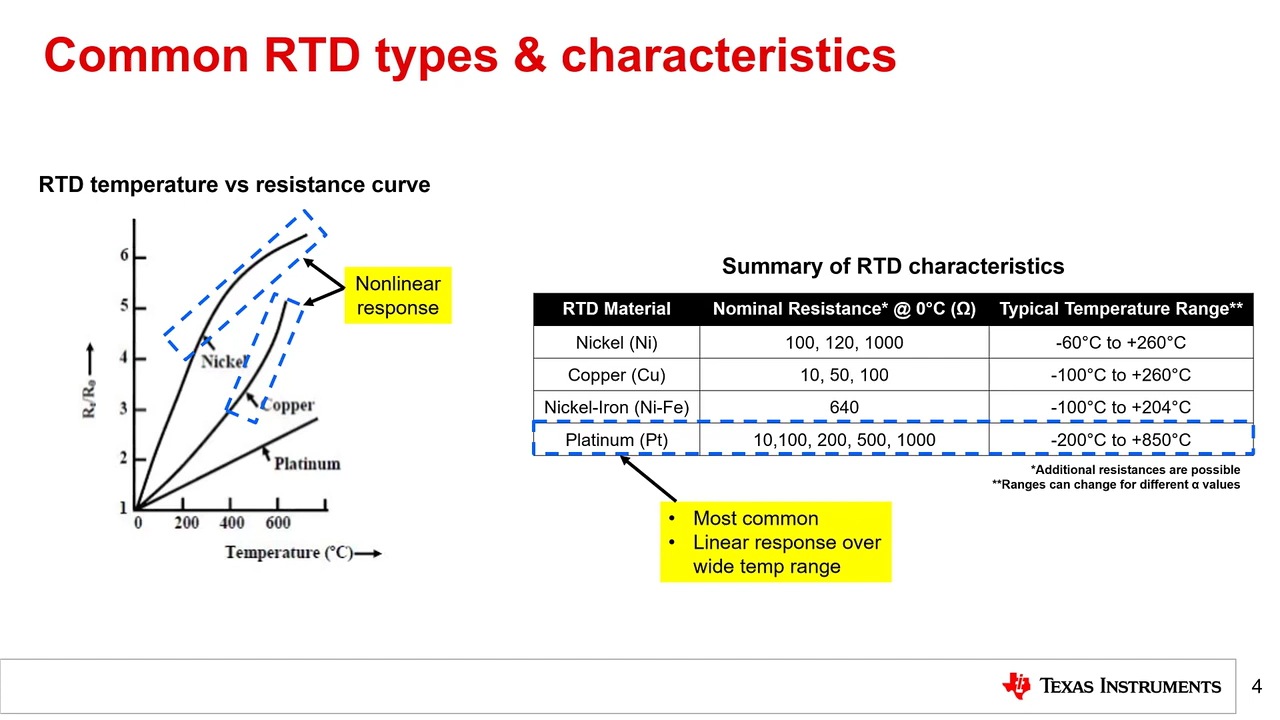 Common RTD types & characteristics
RTD temperature vs resistance curve
6
5
4
3
2
1
Rₜ/R₀
0
200
400
600
Temperature (°C)
Nickel
Copper
Platinum
Nonlinear
response
Summary of RTD characteristics
RTD Material Nominal Resistance* @ 0°C (Ω) Typical Temperature Range**
Nickel (Ni) 100, 120, 1000 -60°C to +260°C
Copper (Cu) 10, 50, 100 -100°C to +260°C
Nickel-Iron (Ni-Fe) 640 -100°C to +204°C
Platinum (Pt) 10,100, 200, 500, 1000 -200°C to +850°C
*Additional resistances are possible
**Ranges can change for different α values
• Most common
• Linear response over
wide temp range
TEXAS INSTRUMENTS
4